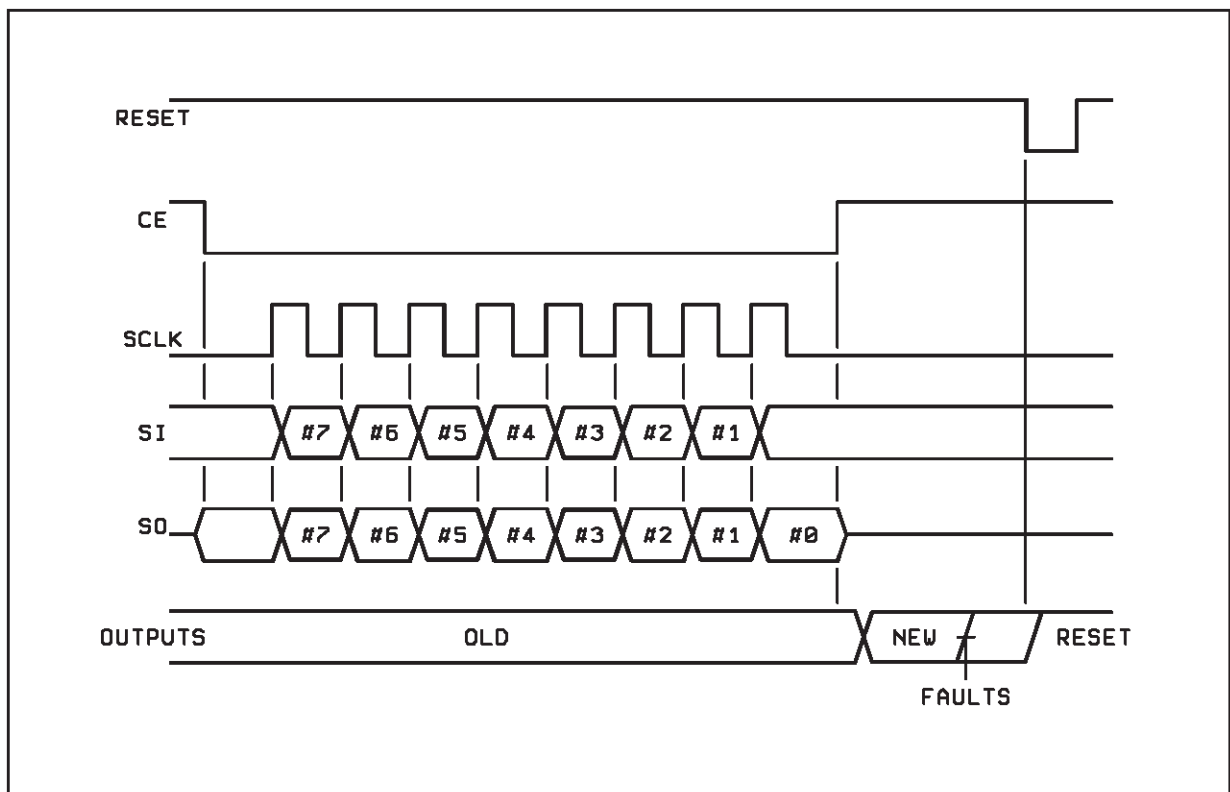 RESET
CE
SCLK
SI #7 #6 #5 #4 #3 #2 #1
SO #7 #6 #5 #4 #3 #2 #1 #0
OUTPUTS OLD NEW RESET
FAULTS